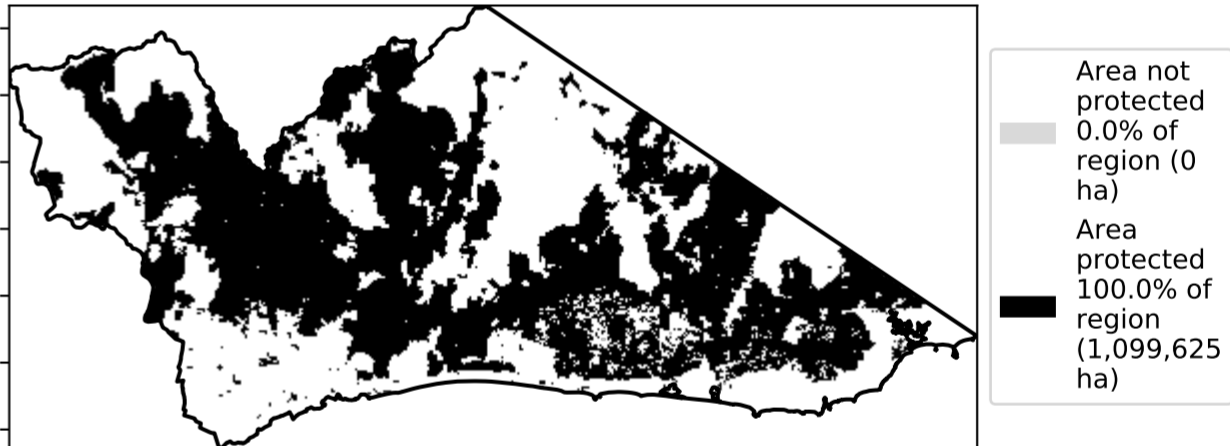 Area not
protected
0.0% of
region (0
ha)
Area
protected
100.0% of
region
(1,099,625
ha)